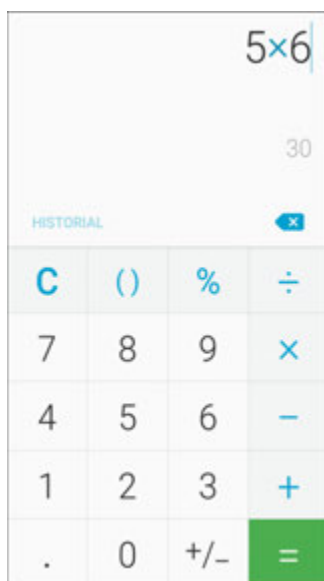 5×6
30
HISTORIAL
C () % ÷
7 8 9 ×
4 5 6 −
1 2 3 +
. 0 +/− =